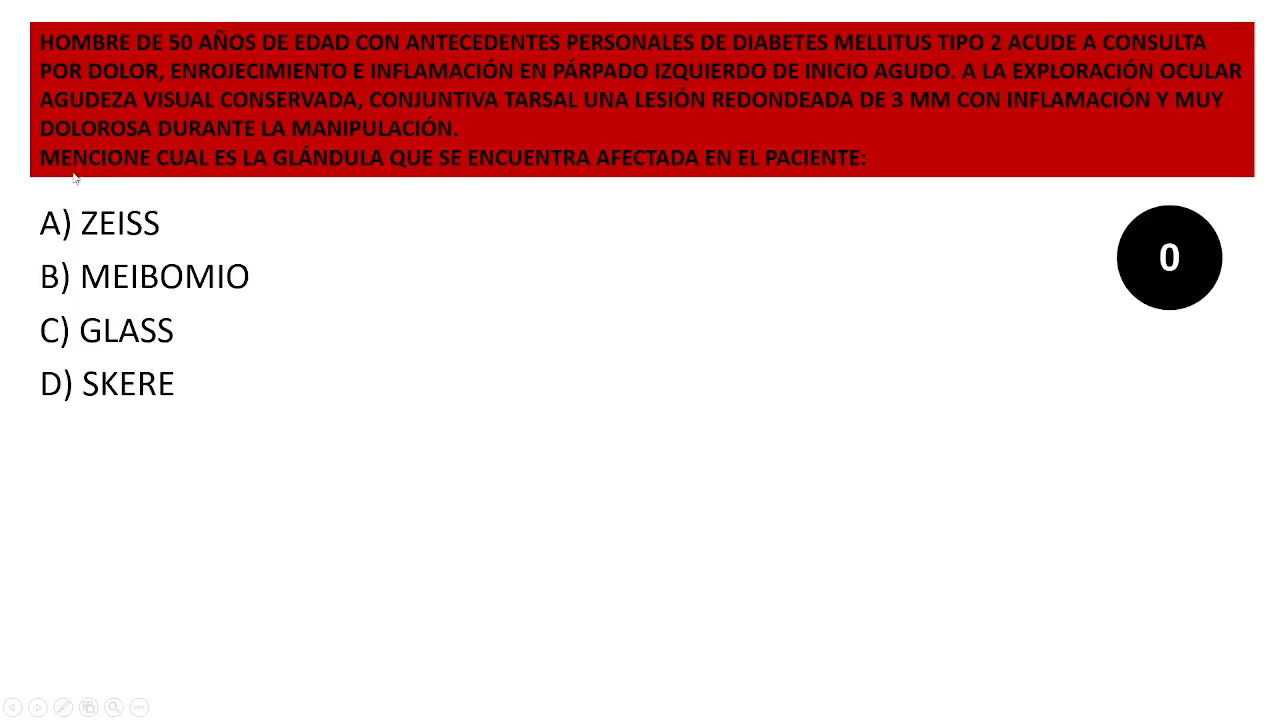 HOMBRE DE 50 AÑOS DE EDAD CON ANTECEDENTES PERSONALES DE DIABETES MELLITUS TIPO 2 ACUDE A CONSULTA
POR DOLOR, ENROJECIMIENTO E INFLAMACIÓN EN PÁRPADO IZQUIERDO DE INICIO AGUDO. A LA EXPLORACIÓN OCULAR
AGUDEZA VISUAL CONSERVADA, CONJUNTIVA TARSAL UNA LESIÓN REDONDEADA DE 3 MM CON INFLAMACIÓN Y MUY
DOLOROSA DURANTE LA MANIPULACIÓN.
MENCIONE CUAL ES LA GLÁNDULA QUE SE ENCUENTRA AFECTADA EN EL PACIENTE:
A) ZEISS
B) MEIBOMIO
C) GLASS
D) SKERE
0